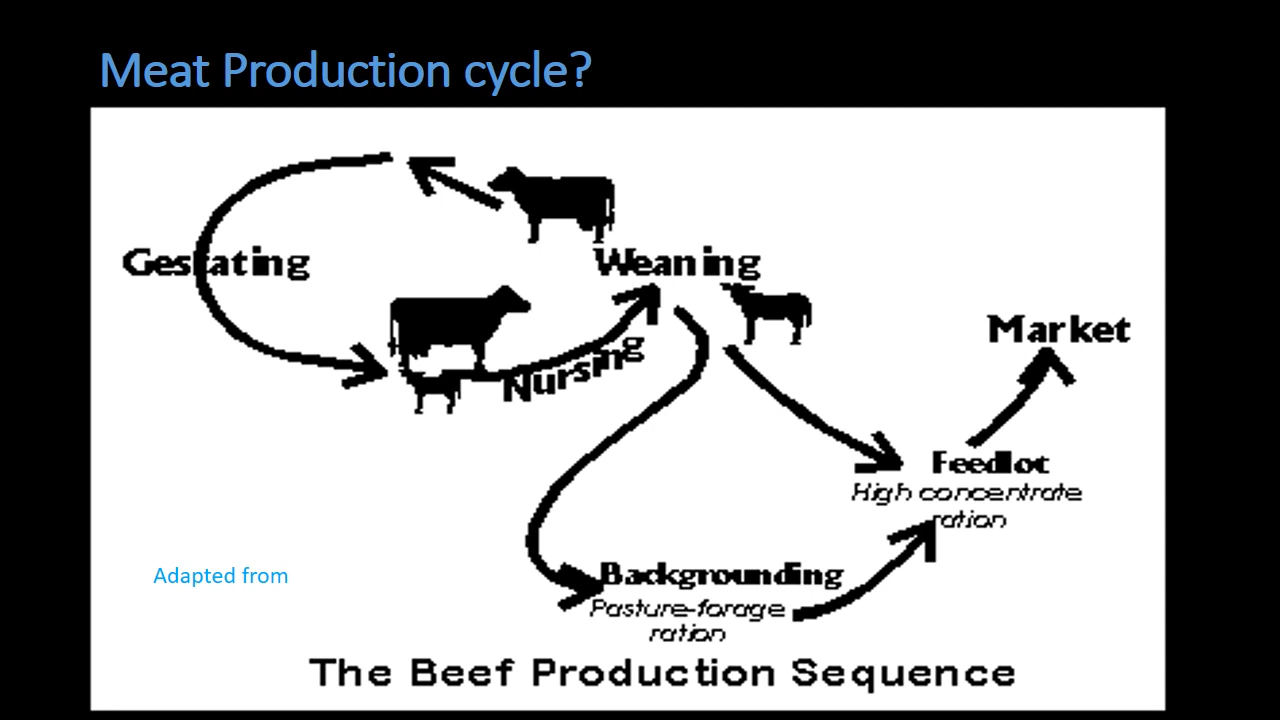 Meat Production cycle?
Gestating
Weaning
Nursing
Market
Feedlot
High concentrate
ration
Adapted from
Backgrounding
Pasture-forage
ration
The Beef Production Sequence